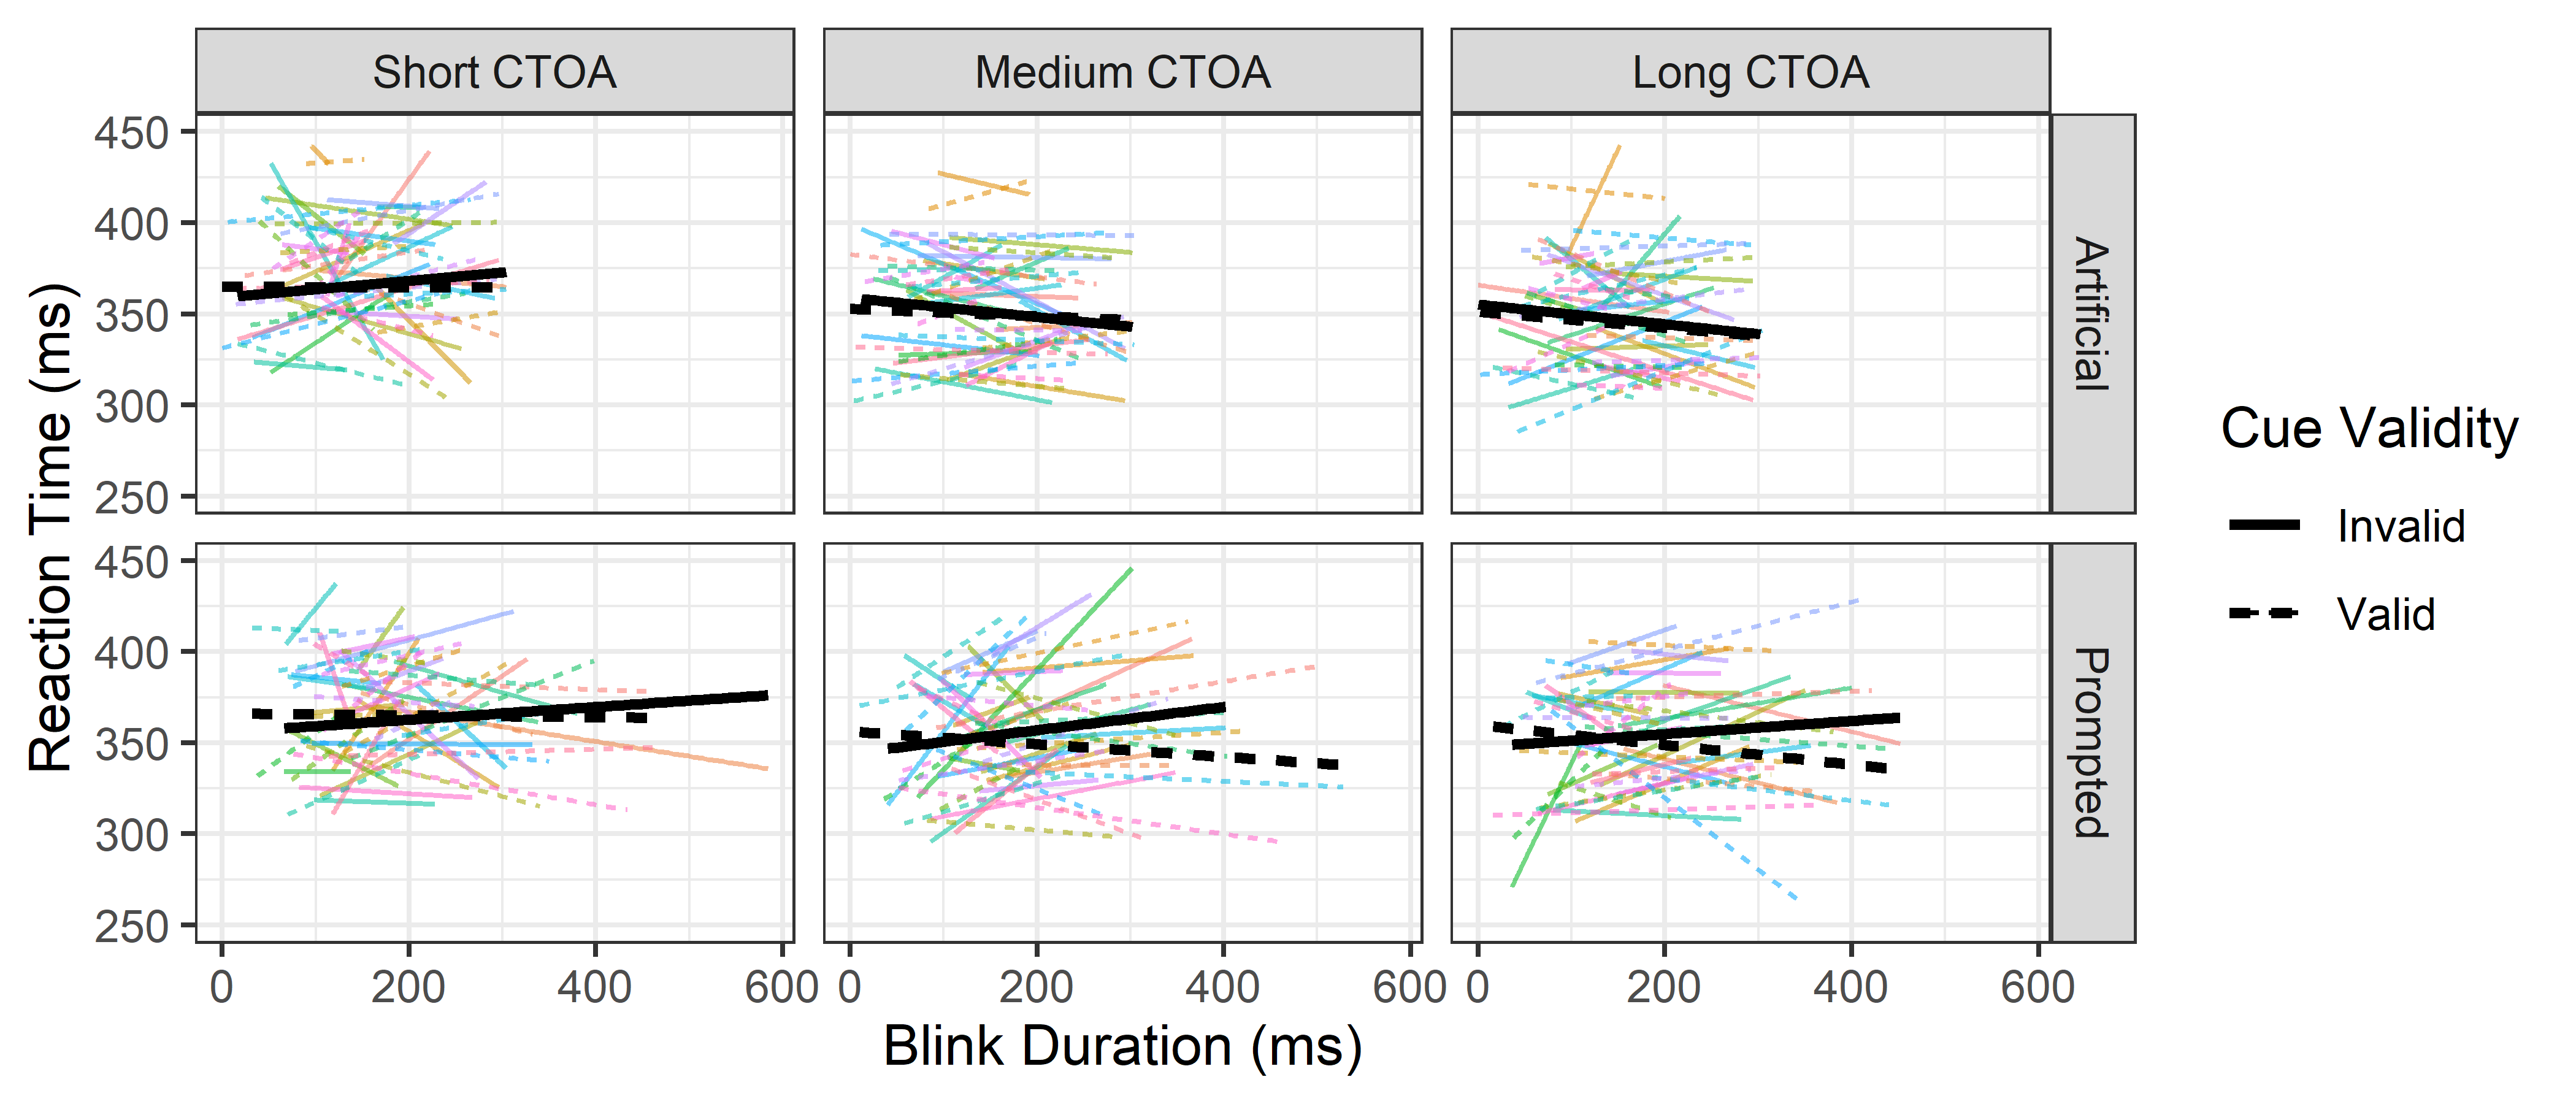 Short CTOA
Medium CTOA
Long CTOA
450
400
350
300
250
Artificial
450
400
350
300
250
Prompted
0
200
400
600
0
200
400
600
0
200
400
600
Reaction Time (ms)
Blink Duration (ms)
Cue Validity
Invalid
Valid